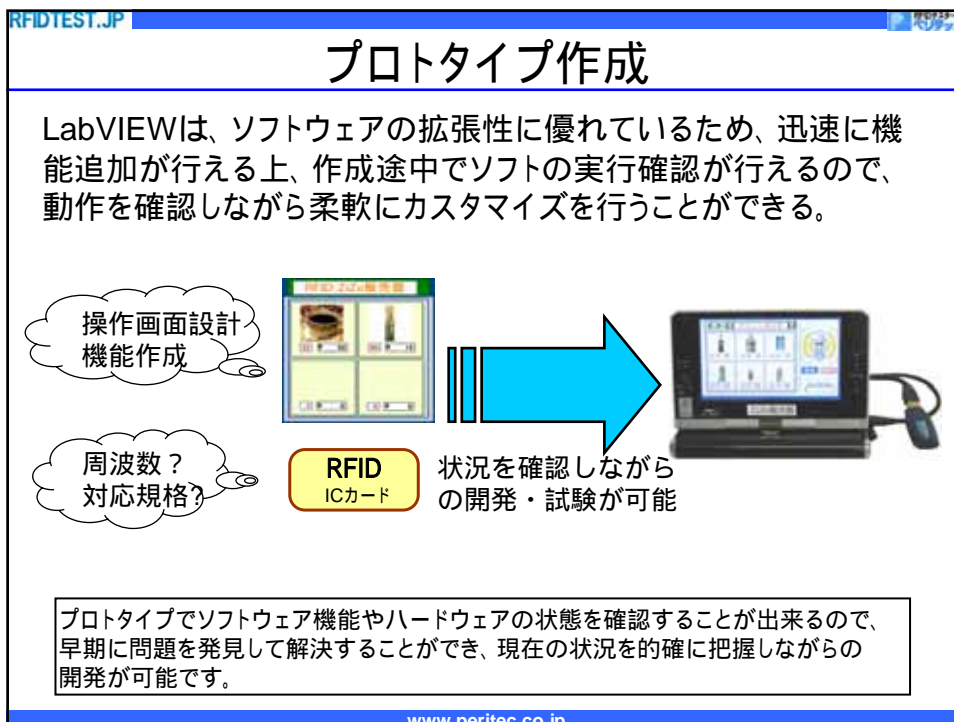 RFIDTEST.JP
プロトタイプ作成
LabVIEWは、ソフトウェアの拡張性に優れているため、迅速に機
能追加が行える上、作成途中でソフトの実行確認が行えるので、
動作を確認しながら柔軟にカスタマイズを行うことができる。
操作画面設計
機能作成
周波数？
対応規格?
RFID
ICカード
状況を確認しながら
の開発・試験が可能
プロトタイプでソフトウェア機能やハードウェアの状態を確認することが出来るので、
早期に問題を発見して解決することができ、現在の状況を的確に把握しながらの
開発が可能です。
www.peritec.co.jp